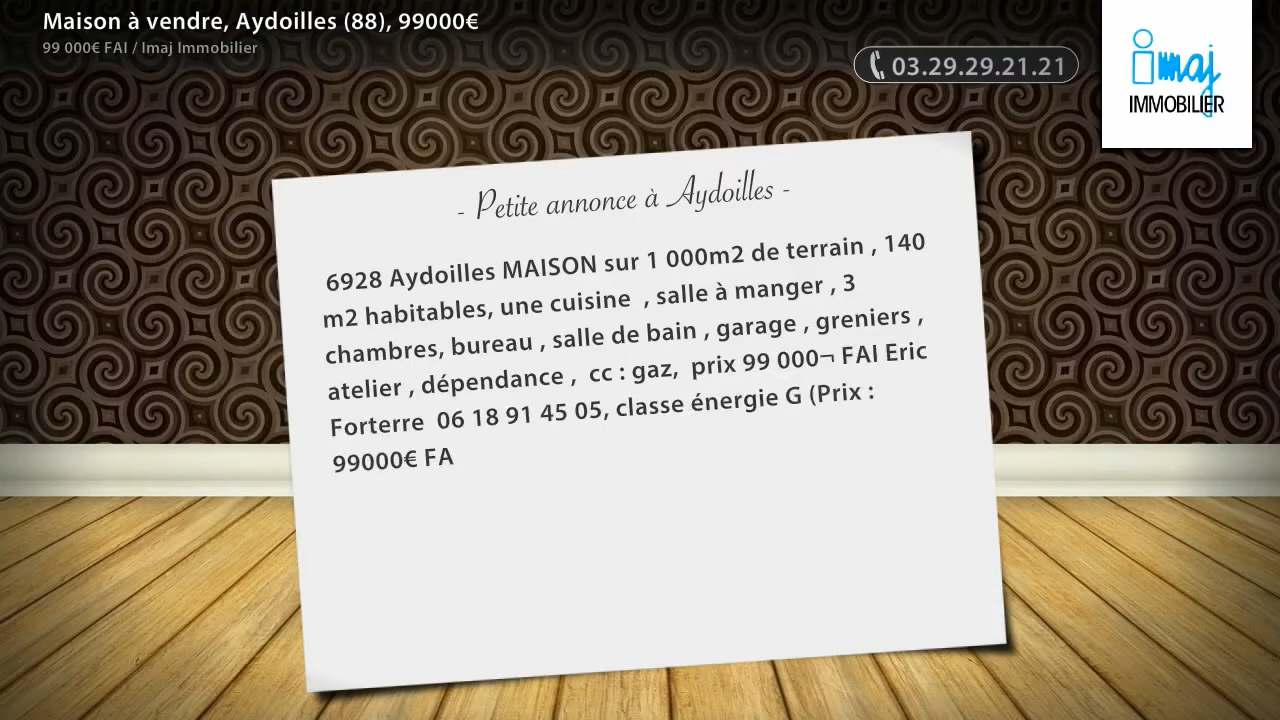 Maison à vendre, Aydoilles (88), 99000€
99 000€ FAI / Imaj Immobilier
03.29.29.21.21
imaj
IMMOBILIER
- Petite annonce à Aydoilles -
6928 Aydoilles MAISON sur 1 000m2 de terrain , 140
m2 habitables, une cuisine  , salle à manger , 3
chambres, bureau , salle de bain , garage , greniers ,
atelier , dépendance ,  cc : gaz,  prix 99 000¬ FAI Eric
Forterre  06 18 91 45 05, classe énergie G (Prix :
99000€ FA